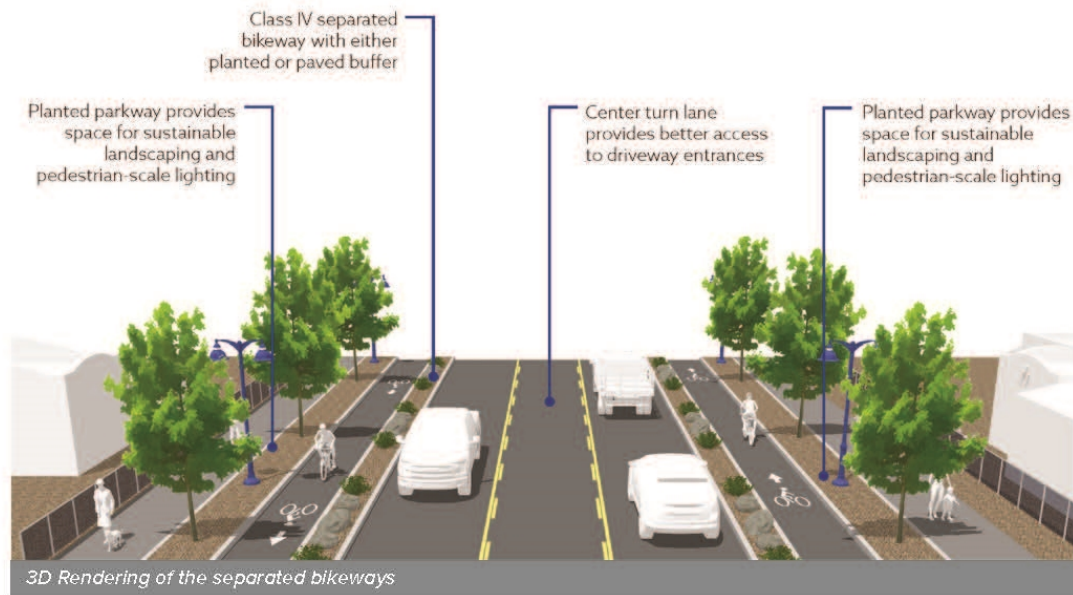 Class IV separated
bikeway with either
planted or paved buffer
Planted parkway provides
space for sustainable
landscaping and
pedestrian-scale lighting
Center turn lane
provides better access
to driveway entrances
Planted parkway provides
space for sustainable
landscaping and
pedestrian-scale lighting
3D Rendering of the separated bikeways